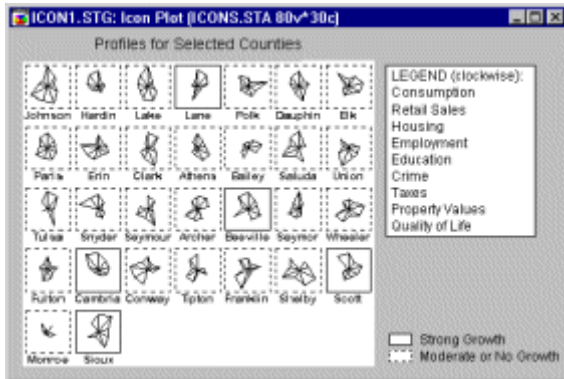 ICON1.STG: Icon Plot (ICONS.STA 80v*30c)
Profiles for Selected Counties
Johnson Hardin Lake Lane Polk Dauphin Elk
Parla Erin Clark Athens Bailey Saluda Union
Tulsa Snyder Seymour Archer Beeville Seymor Wheeler
Fulton Cambria Conway Tipton Franklin Shelby Scott
Monroe Sioux
LEGEND (clockwise):
Consumption
Retail Sales
Housing
Employment
Education
Crime
Taxes
Property Values
Quality of Life
Strong Growth
Moderate or No Growth